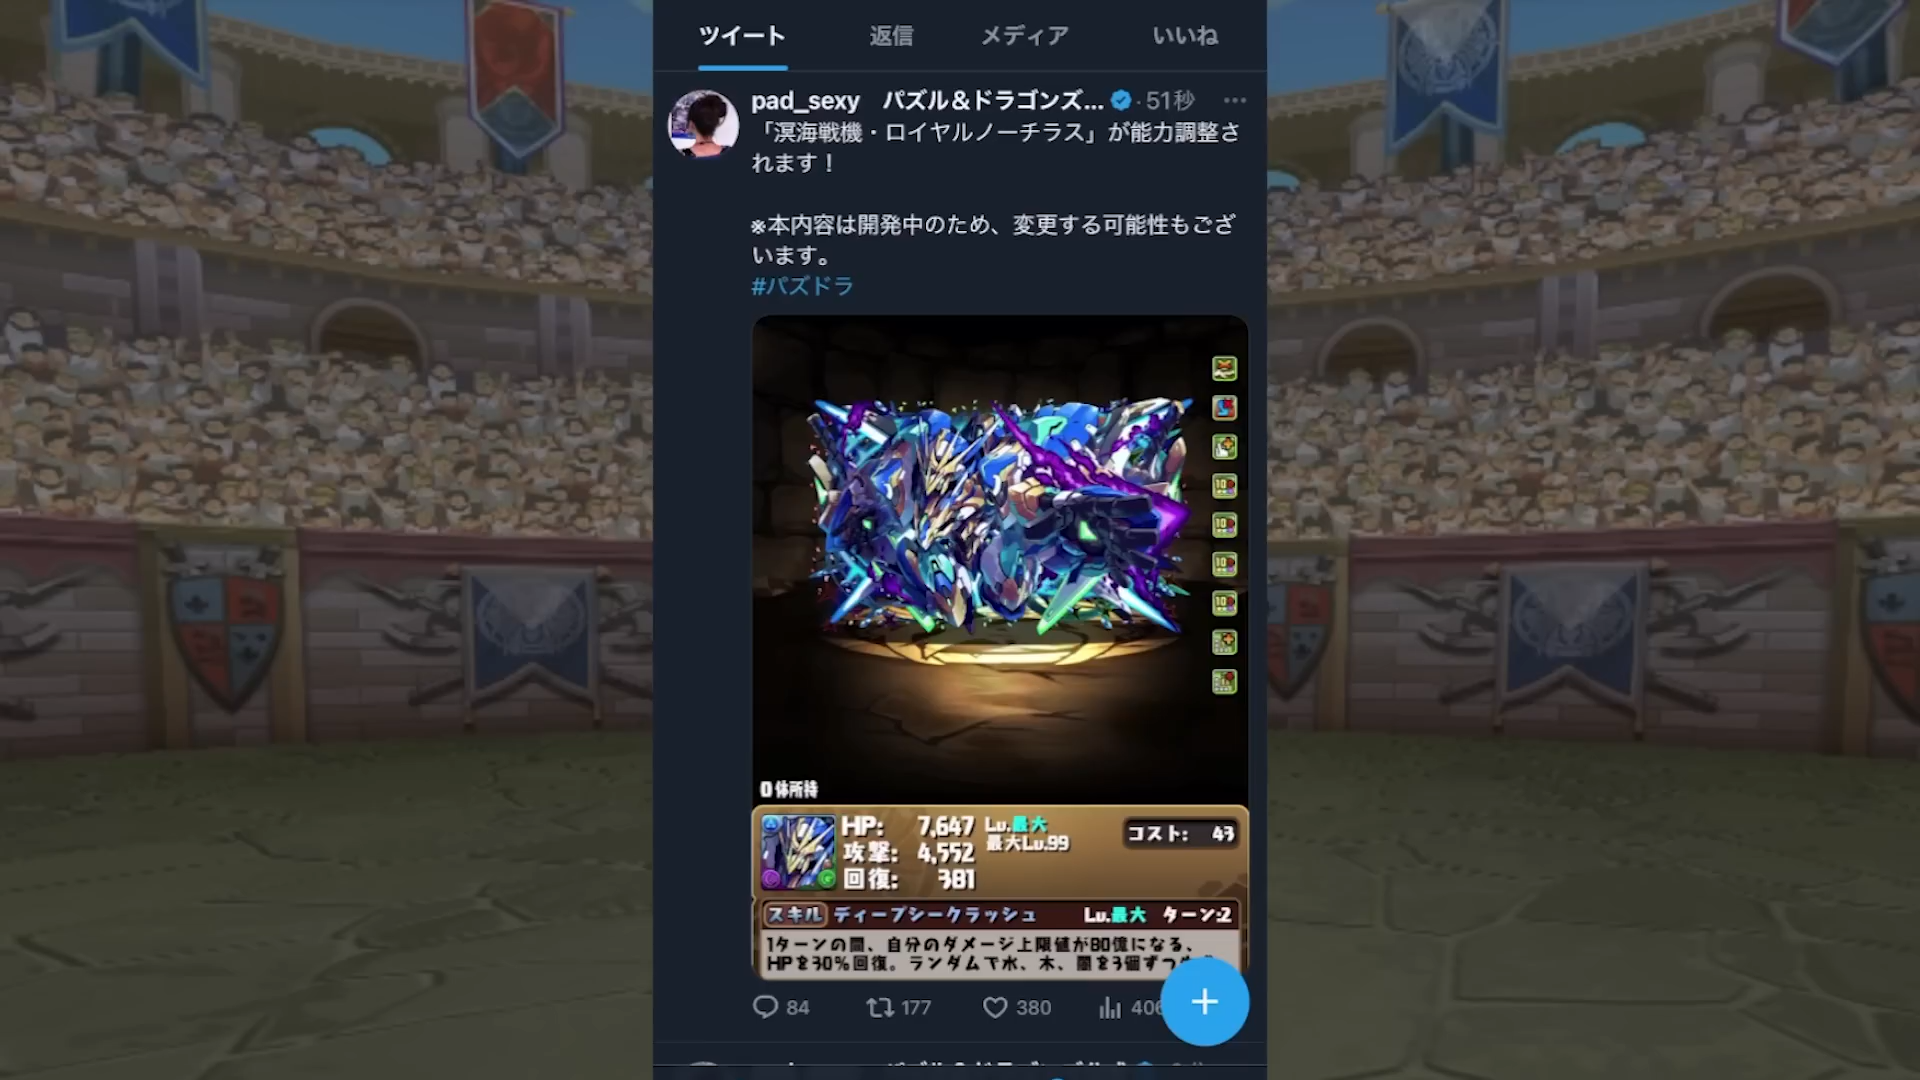 ツイート 返信 メディア いいね
pad_sexy パズル＆ドラゴンズ... · 51秒
「溟海戦機・ロイヤルノーチラス」が能力調整さ
れます！
※本内容は開発中のため、変更する可能性もござ
います。
#パズドラ
0体所持
HP: 7,647 Lv.最大 コスト: 43
最大Lv.99
攻撃: 4,552
回復: 381
スキル ディープシークラッシュ Lv.最大 ターン:2
1ターンの間、自分のダメージ上限値が80億になる、
HPを30%回復。ランダムで水、木、闇を3個ずつ
84 177 380 406